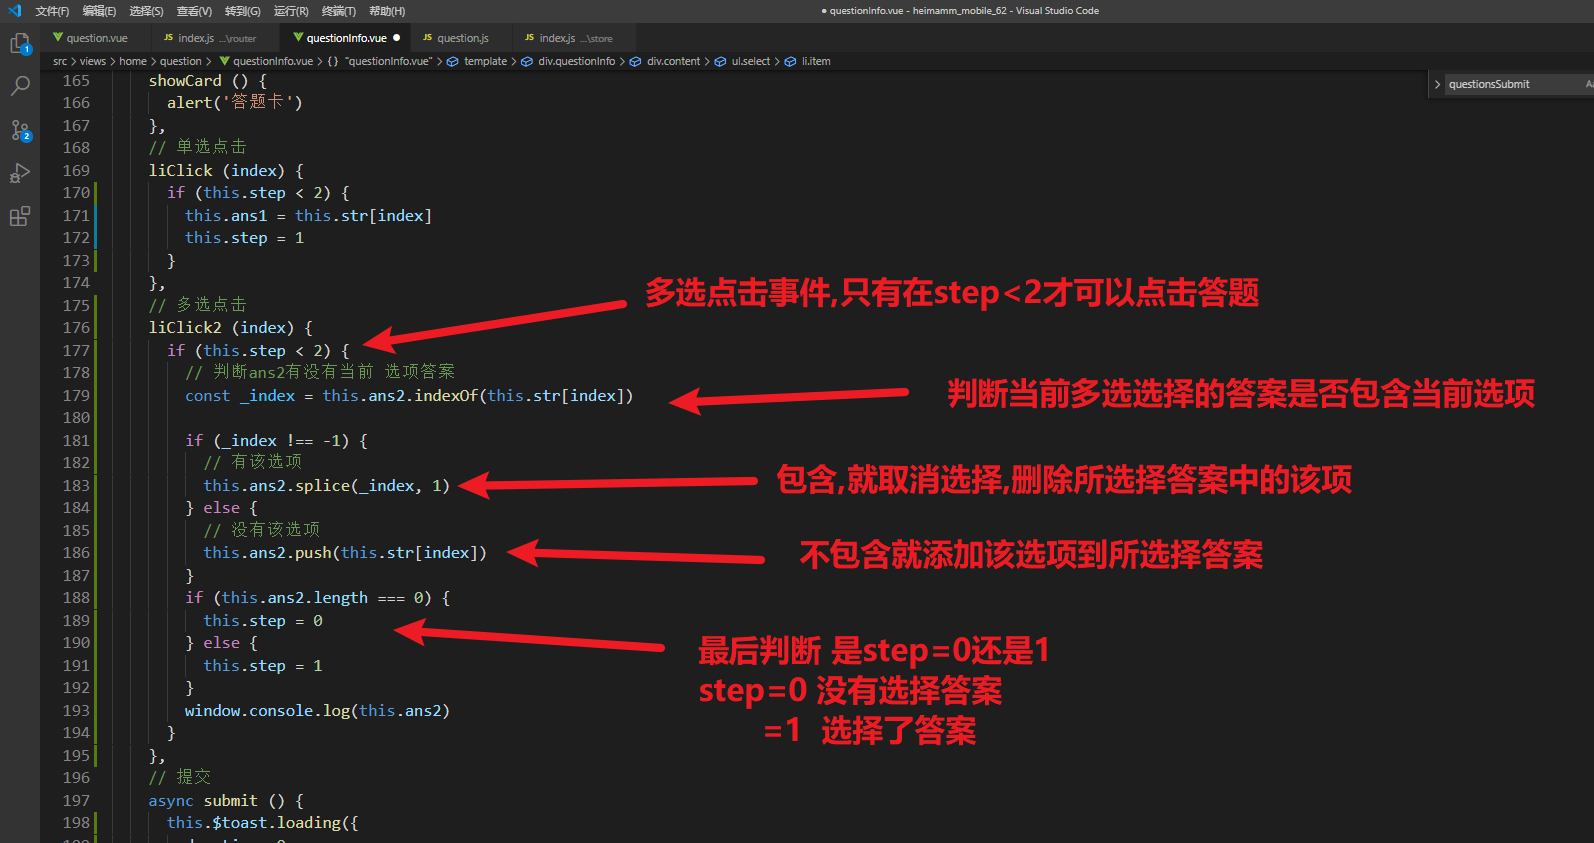 文件(F) 编辑(E) 选择(S) 查看(V) 转到(G) 运行(R) 终端(T) 帮助(H) ● questionInfo.vue - heimamm_mobile_62 - Visual Studio Code
question.vue index.js ...\router questionInfo.vue question.js index.js ...\store
src > views > home > question > questionInfo.vue > {} "questionInfo.vue" > template > div.questionInfo > div.content > ul.select > li.item
questionsSubmit
1
2
165 showCard () {
166 alert('答题卡')
167 },
168 // 单选点击
169 liClick (index) {
170 if (this.step < 2) {
171 this.ans1 = this.str[index]
172 this.step = 1
173 }
174 },
175 // 多选点击
176 liClick2 (index) {
177 if (this.step < 2) {
178 // 判断ans2有没有当前 选项答案
179 const _index = this.ans2.indexOf(this.str[index])
180
181 if (_index !== -1) {
182 // 有该选项
183 this.ans2.splice(_index, 1)
184 } else {
185 // 没有该选项
186 this.ans2.push(this.str[index])
187 }
188 if (this.ans2.length === 0) {
189 this.step = 0
190 } else {
191 this.step = 1
192 }
193 window.console.log(this.ans2)
194 }
195 },
196 // 提交
197 async submit () {
198 this.$toast.loading({
多选点击事件,只有在step<2才可以点击答题
判断当前多选选择的答案是否包含当前选项
包含,就取消选择,删除所选择答案中的该项
不包含就添加该选项到所选择答案
最后判断 是step=0还是1
step=0 没有选择答案
=1 选择了答案